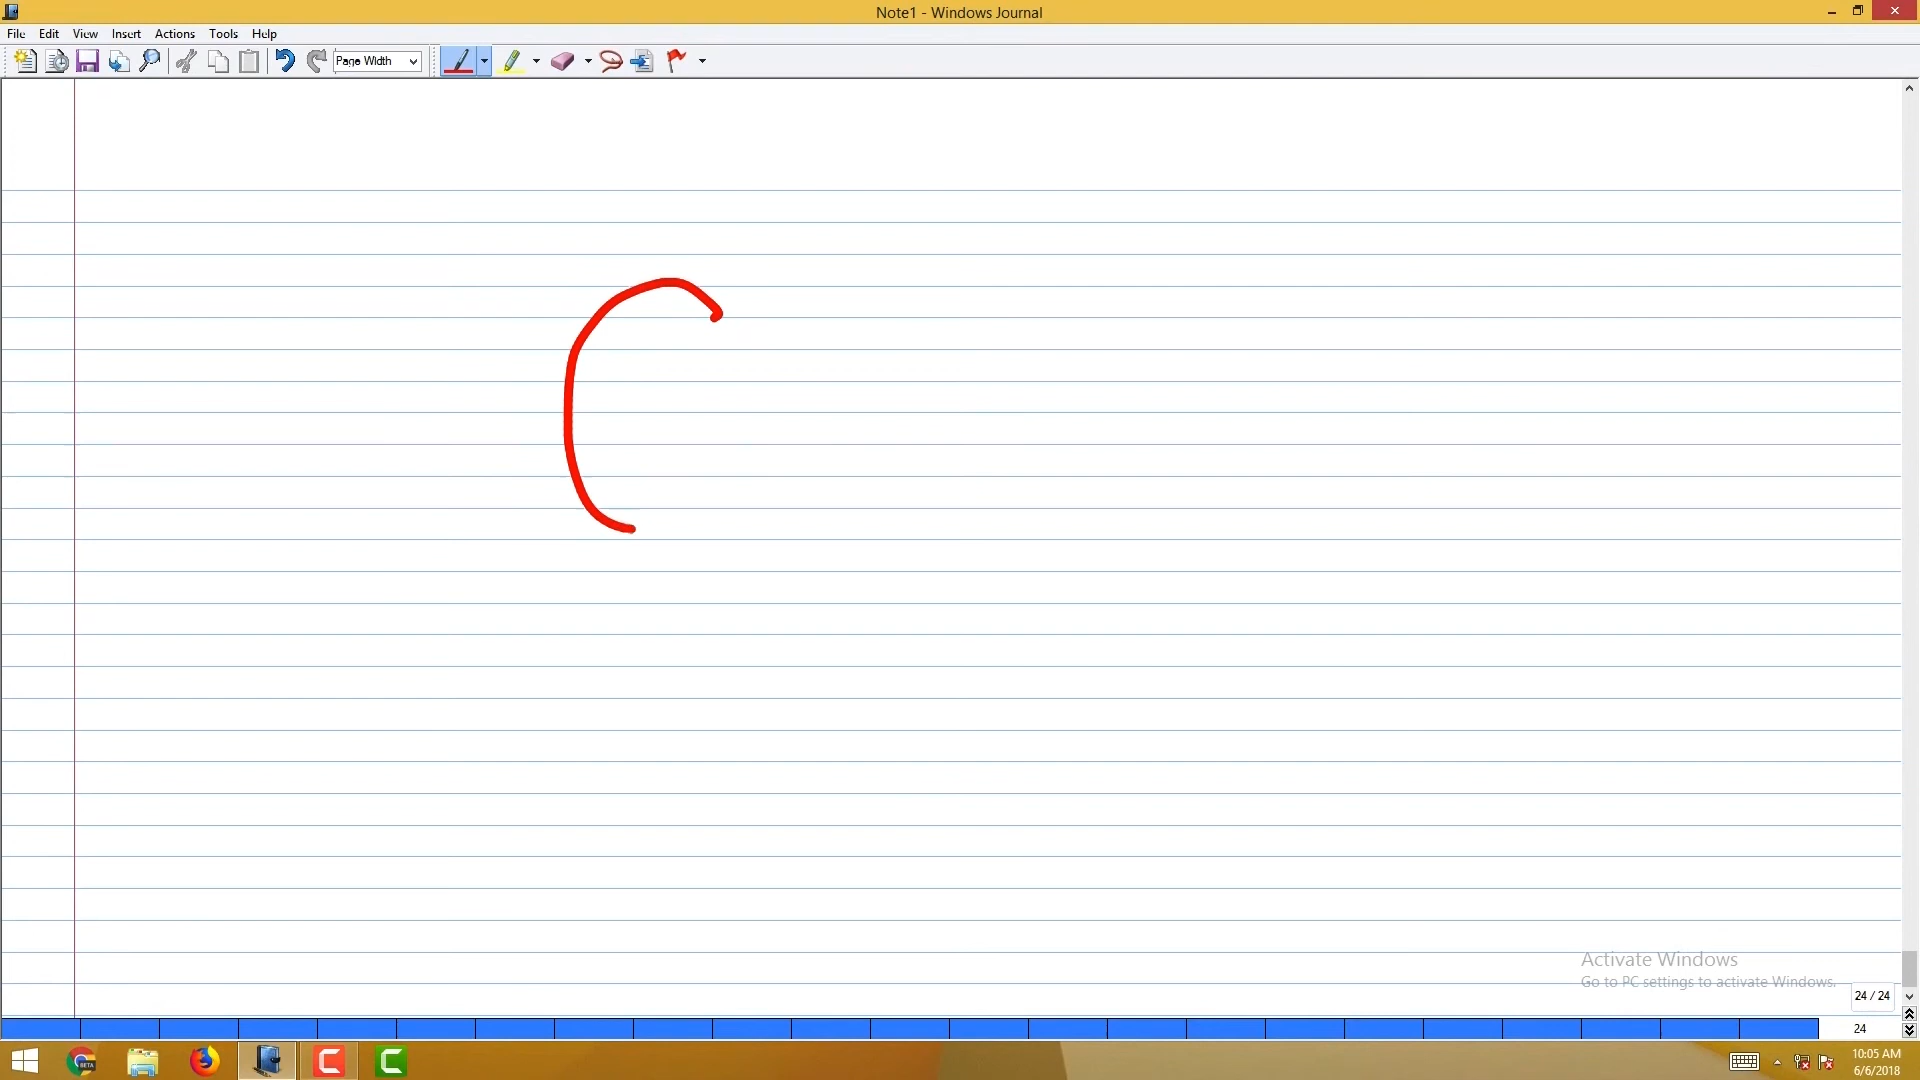 Note1 - Windows Journal
File Edit View Insert Actions Tools Help
Page Width
C
Activate Windows
Go to PC settings to activate Windows.
24 / 24
24
BETA
C
C
10:05 AM
6/6/2018